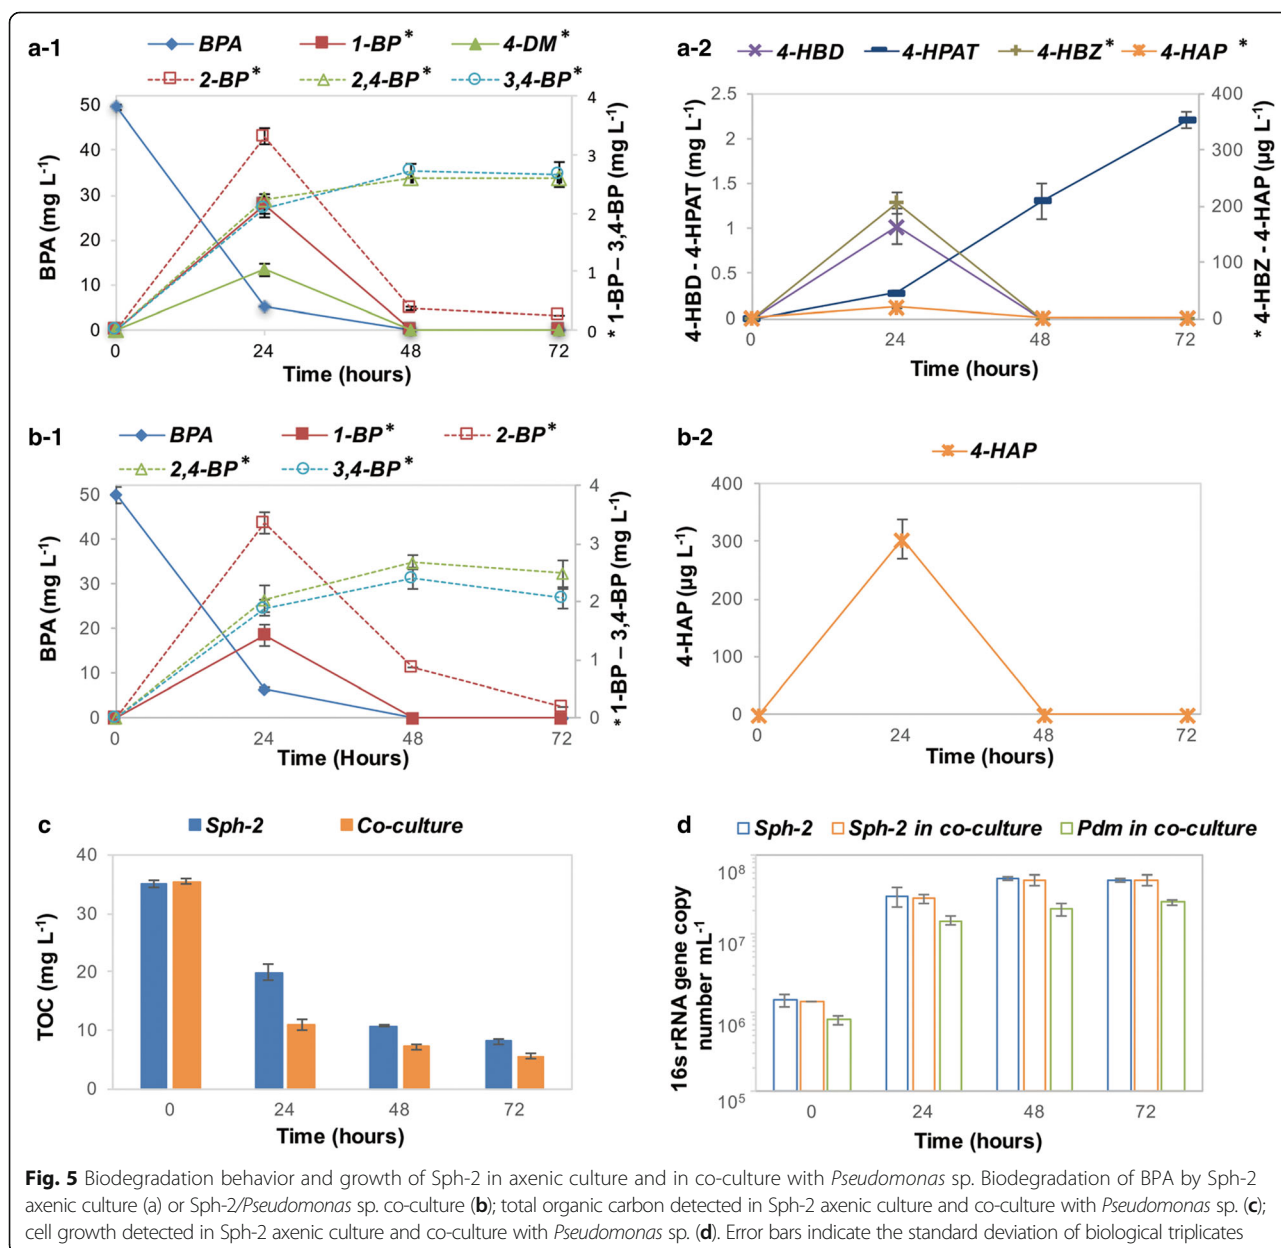 a-1
BPA 1-BP* 4-DM*
2-BP* 2,4-BP* 3,4-BP*
BPA (mg L-1)
50
40
30
20
10
0
4
3
2
1
0
* 1-BP – 3,4-BP (mg L-1)
0 24 48 72
Time (hours)
a-2
4-HBD 4-HPAT 4-HBZ* 4-HAP *
4-HBD - 4-HPAT (mg L-1)
2.5
2
1.5
1
0.5
0
400
300
200
100
0
* 4-HBZ - 4-HAP (µg L-1)
0 24 48 72
Time (hours)
b-1
BPA 1-BP* 2-BP*
2,4-BP* 3,4-BP*
BPA (mg L-1)
50
40
30
20
10
0
4
3
2
1
0
* 1-BP – 3,4-BP (mg L-1)
0 24 48 72
Time (Hours)
b-2
4-HAP
4-HAP (µg L-1)
400
300
200
100
0
0 24 48 72
Time (hours)
c
Sph-2 Co-culture
TOC (mg L-1)
40
30
20
10
0
0 24 48 72
Time (hours)
d
Sph-2 Sph-2 in co-culture Pdm in co-culture
16s rRNA gene copy
number mL-1
10⁸
10⁷
10⁶
10⁵
0 24 48 72
Time (hours)
Fig. 5 Biodegradation behavior and growth of Sph-2 in axenic culture and in co-culture with Pseudomonas sp. Biodegradation of BPA by Sph-2
axenic culture (a) or Sph-2/Pseudomonas sp. co-culture (b); total organic carbon detected in Sph-2 axenic culture and co-culture with Pseudomonas sp. (c);
cell growth detected in Sph-2 axenic culture and co-culture with Pseudomonas sp. (d). Error bars indicate the standard deviation of biological triplicates